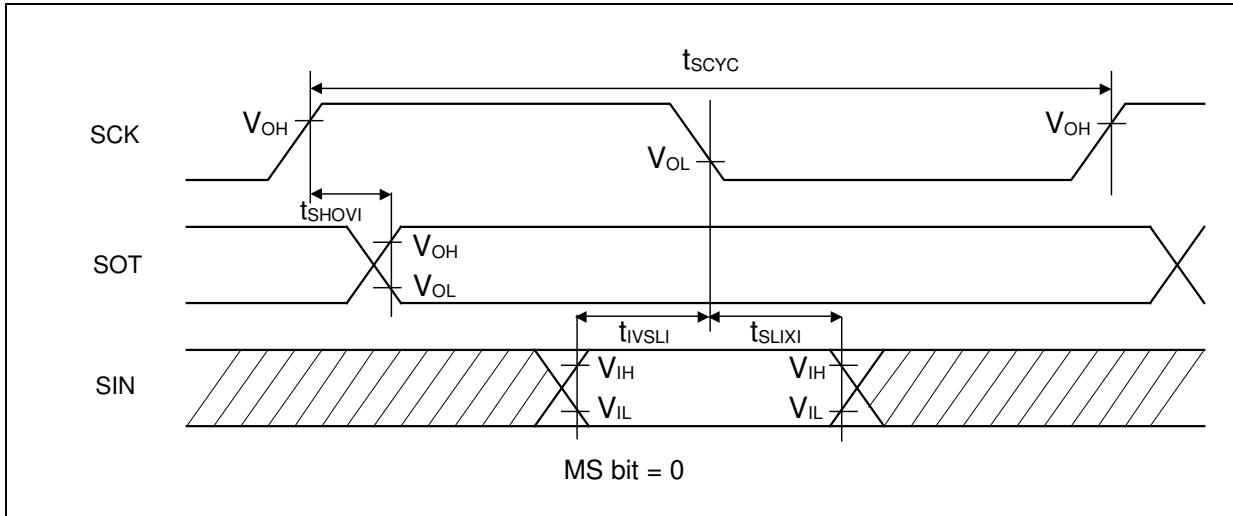 tSCYC
SCK
VOH
VOL
VOH
tSHOVI
SOT
VOH
VOL
tIVSLI
tSLIXI
SIN
VIH
VIL
VIH
VIL
MS bit = 0